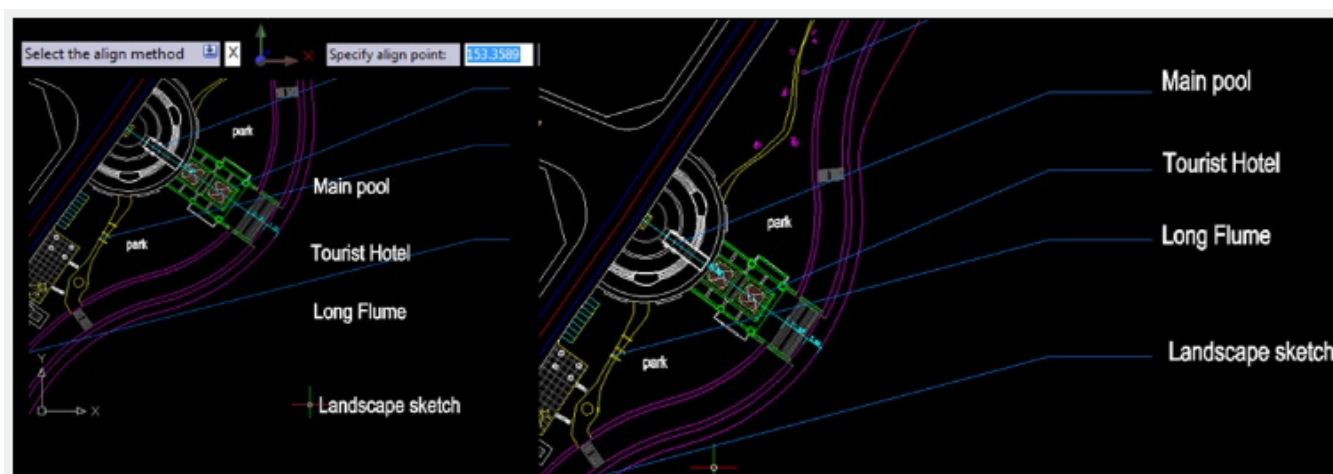 Select the align method X
Specify align point: 153.3589
X
park
Main pool
park
Tourist Hotel
Long Flume
Y
X
Landscape sketch
Main pool
Tourist Hotel
park
Long Flume
park
Landscape sketch